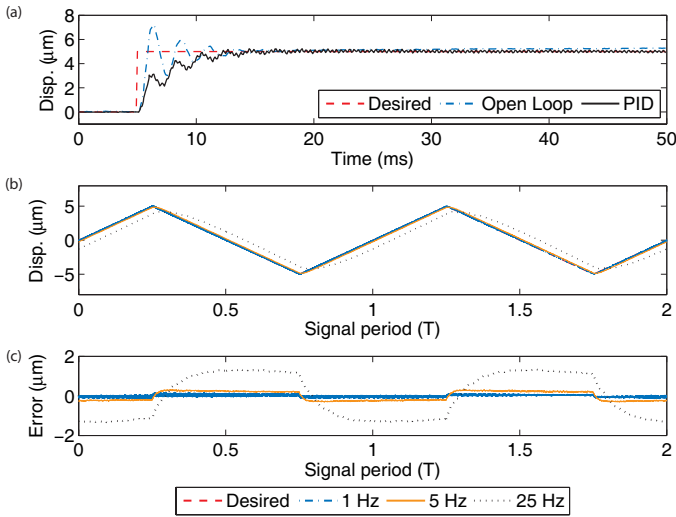 (a)
8
6
4
2
0
Disp. (μm)
Desired
Open Loop
PID
0
10
20
30
40
50
Time (ms)
(b)
5
0
−5
Disp. (μm)
0
0.5
1
1.5
2
Signal period (T)
(c)
2
0
−2
Error (μm)
0
0.5
1
1.5
2
Signal period (T)
Desired
1 Hz
5 Hz
25 Hz